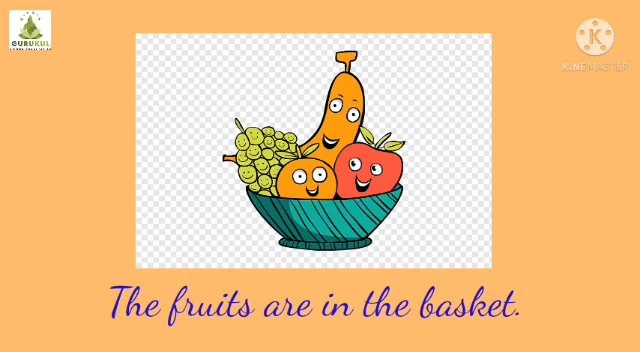 GURUKUL
K
KINEMASTER
The fruits are in the basket.